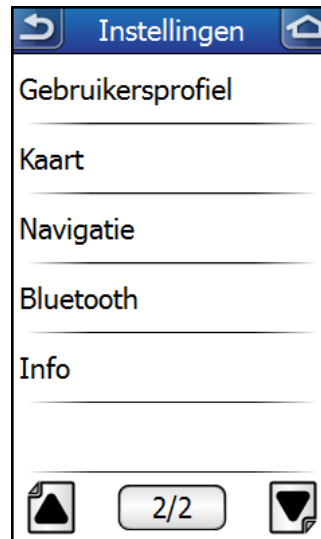 Instellingen
Gebruikersprofiel
Kaart
Navigatie
Bluetooth
Info
2/2